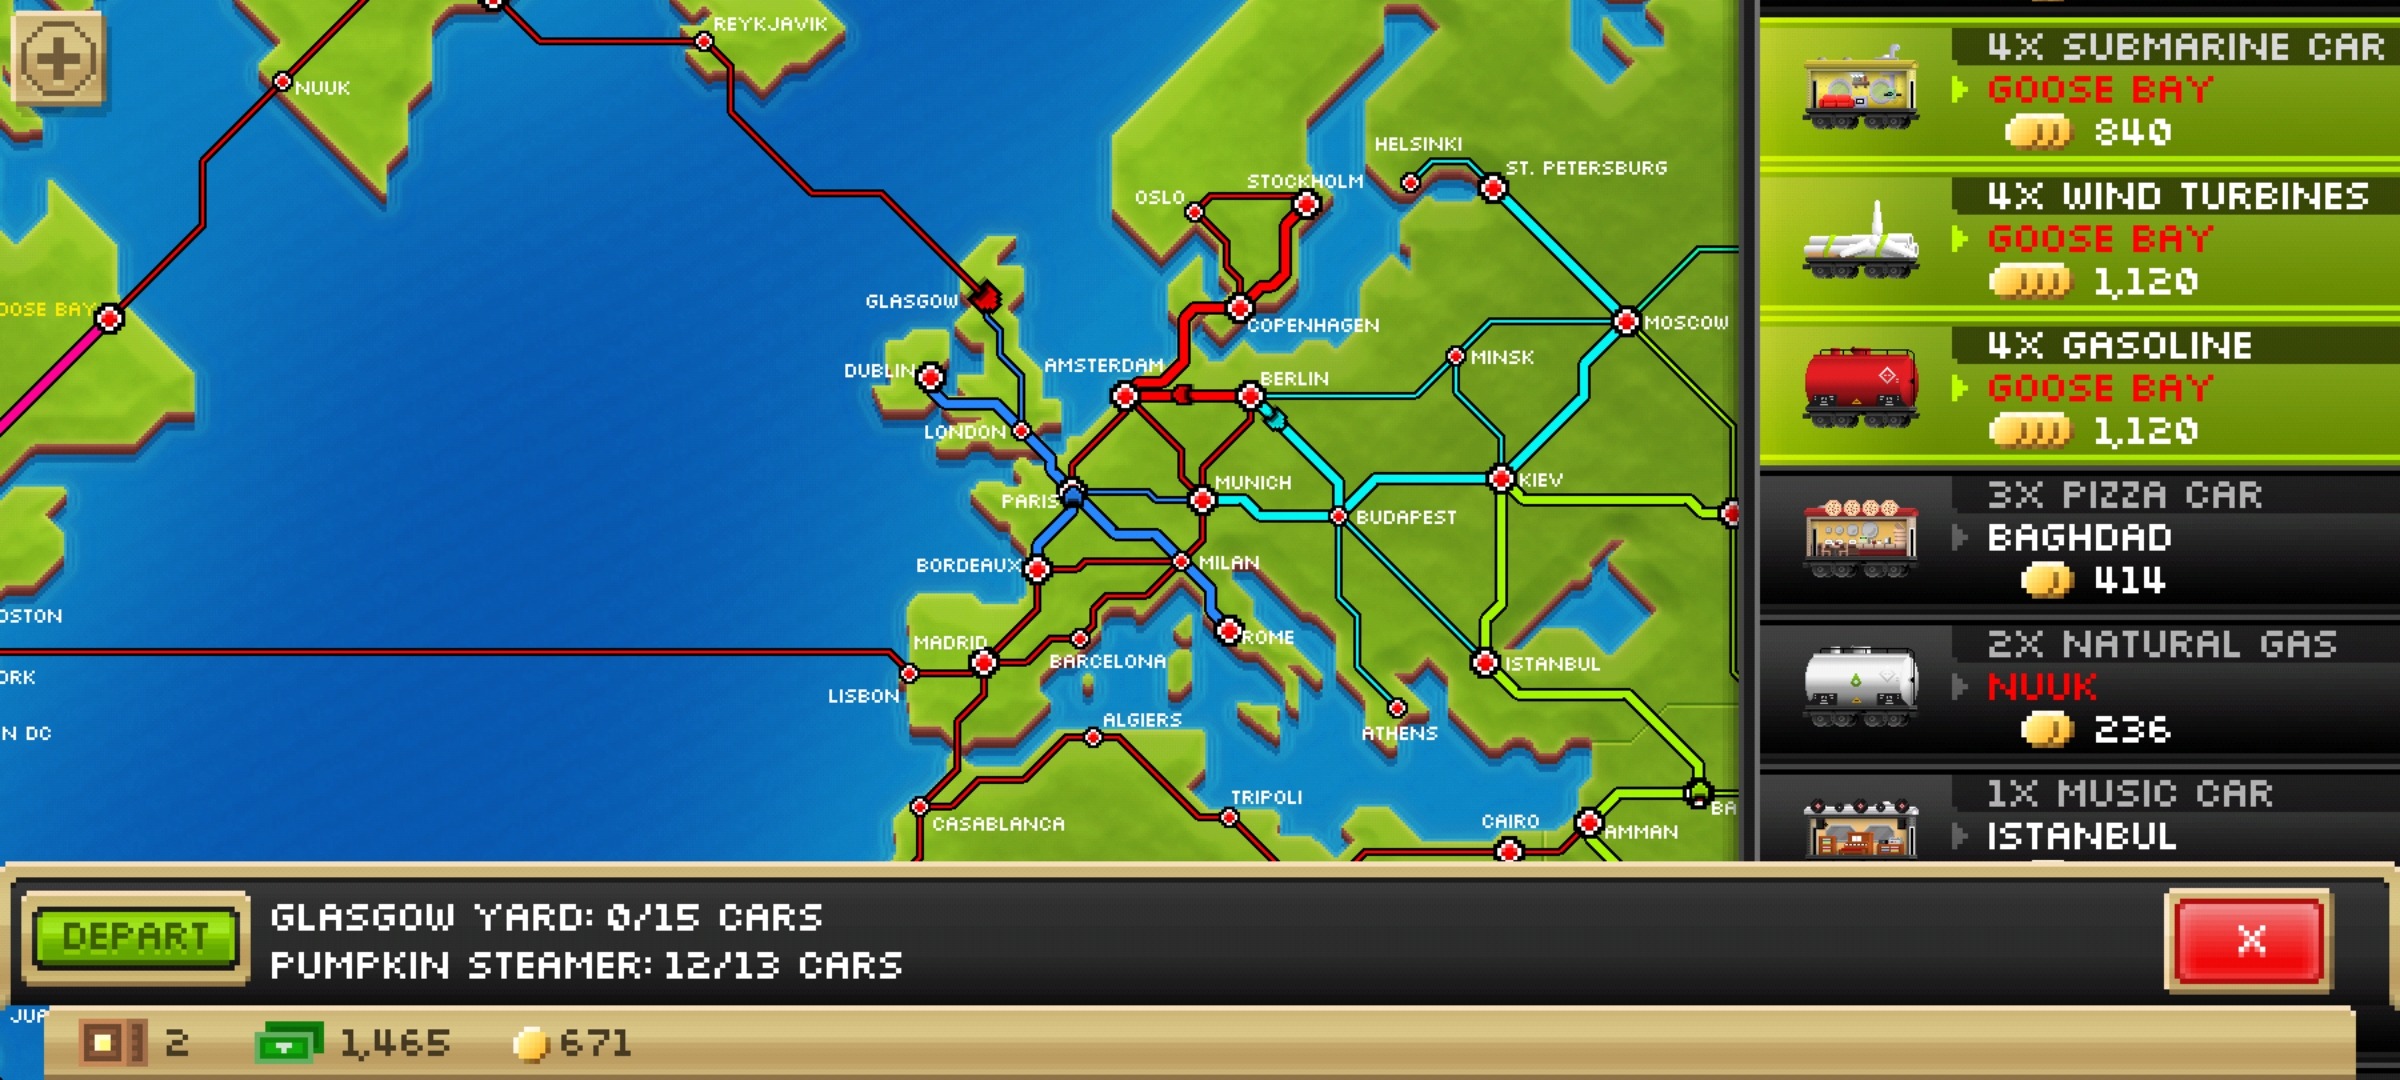 REYKJAVIK
NUUK
OOSE BAY
GLASGOW
DUBLIN
LONDON
OSLO
STOCKHOLM
HELSINKI
ST. PETERSBURG
COPENHAGEN
MOSCOW
AMSTERDAM
BERLIN
MINSK
PARIS
MUNICH
BUDAPEST
KIEV
BORDEAUX
MILAN
OSTON
MADRID
ROME
BARCELONA
ISTANBUL
ORK
LISBON
ALGIERS
ATHENS
N DC
TRIPOLI
CASABLANCA
CAIRO
AMMAN
BA
4X SUBMARINE CAR
GOOSE BAY
840
4X WIND TURBINES
GOOSE BAY
1,120
4X GASOLINE
GOOSE BAY
1,120
3X PIZZA CAR
BAGHDAD
414
2X NATURAL GAS
NUUK
236
1X MUSIC CAR
ISTANBUL
DEPART
GLASGOW YARD: 0/15 CARS
PUMPKIN STEAMER: 12/13 CARS
X
JUA
2 1,465 671